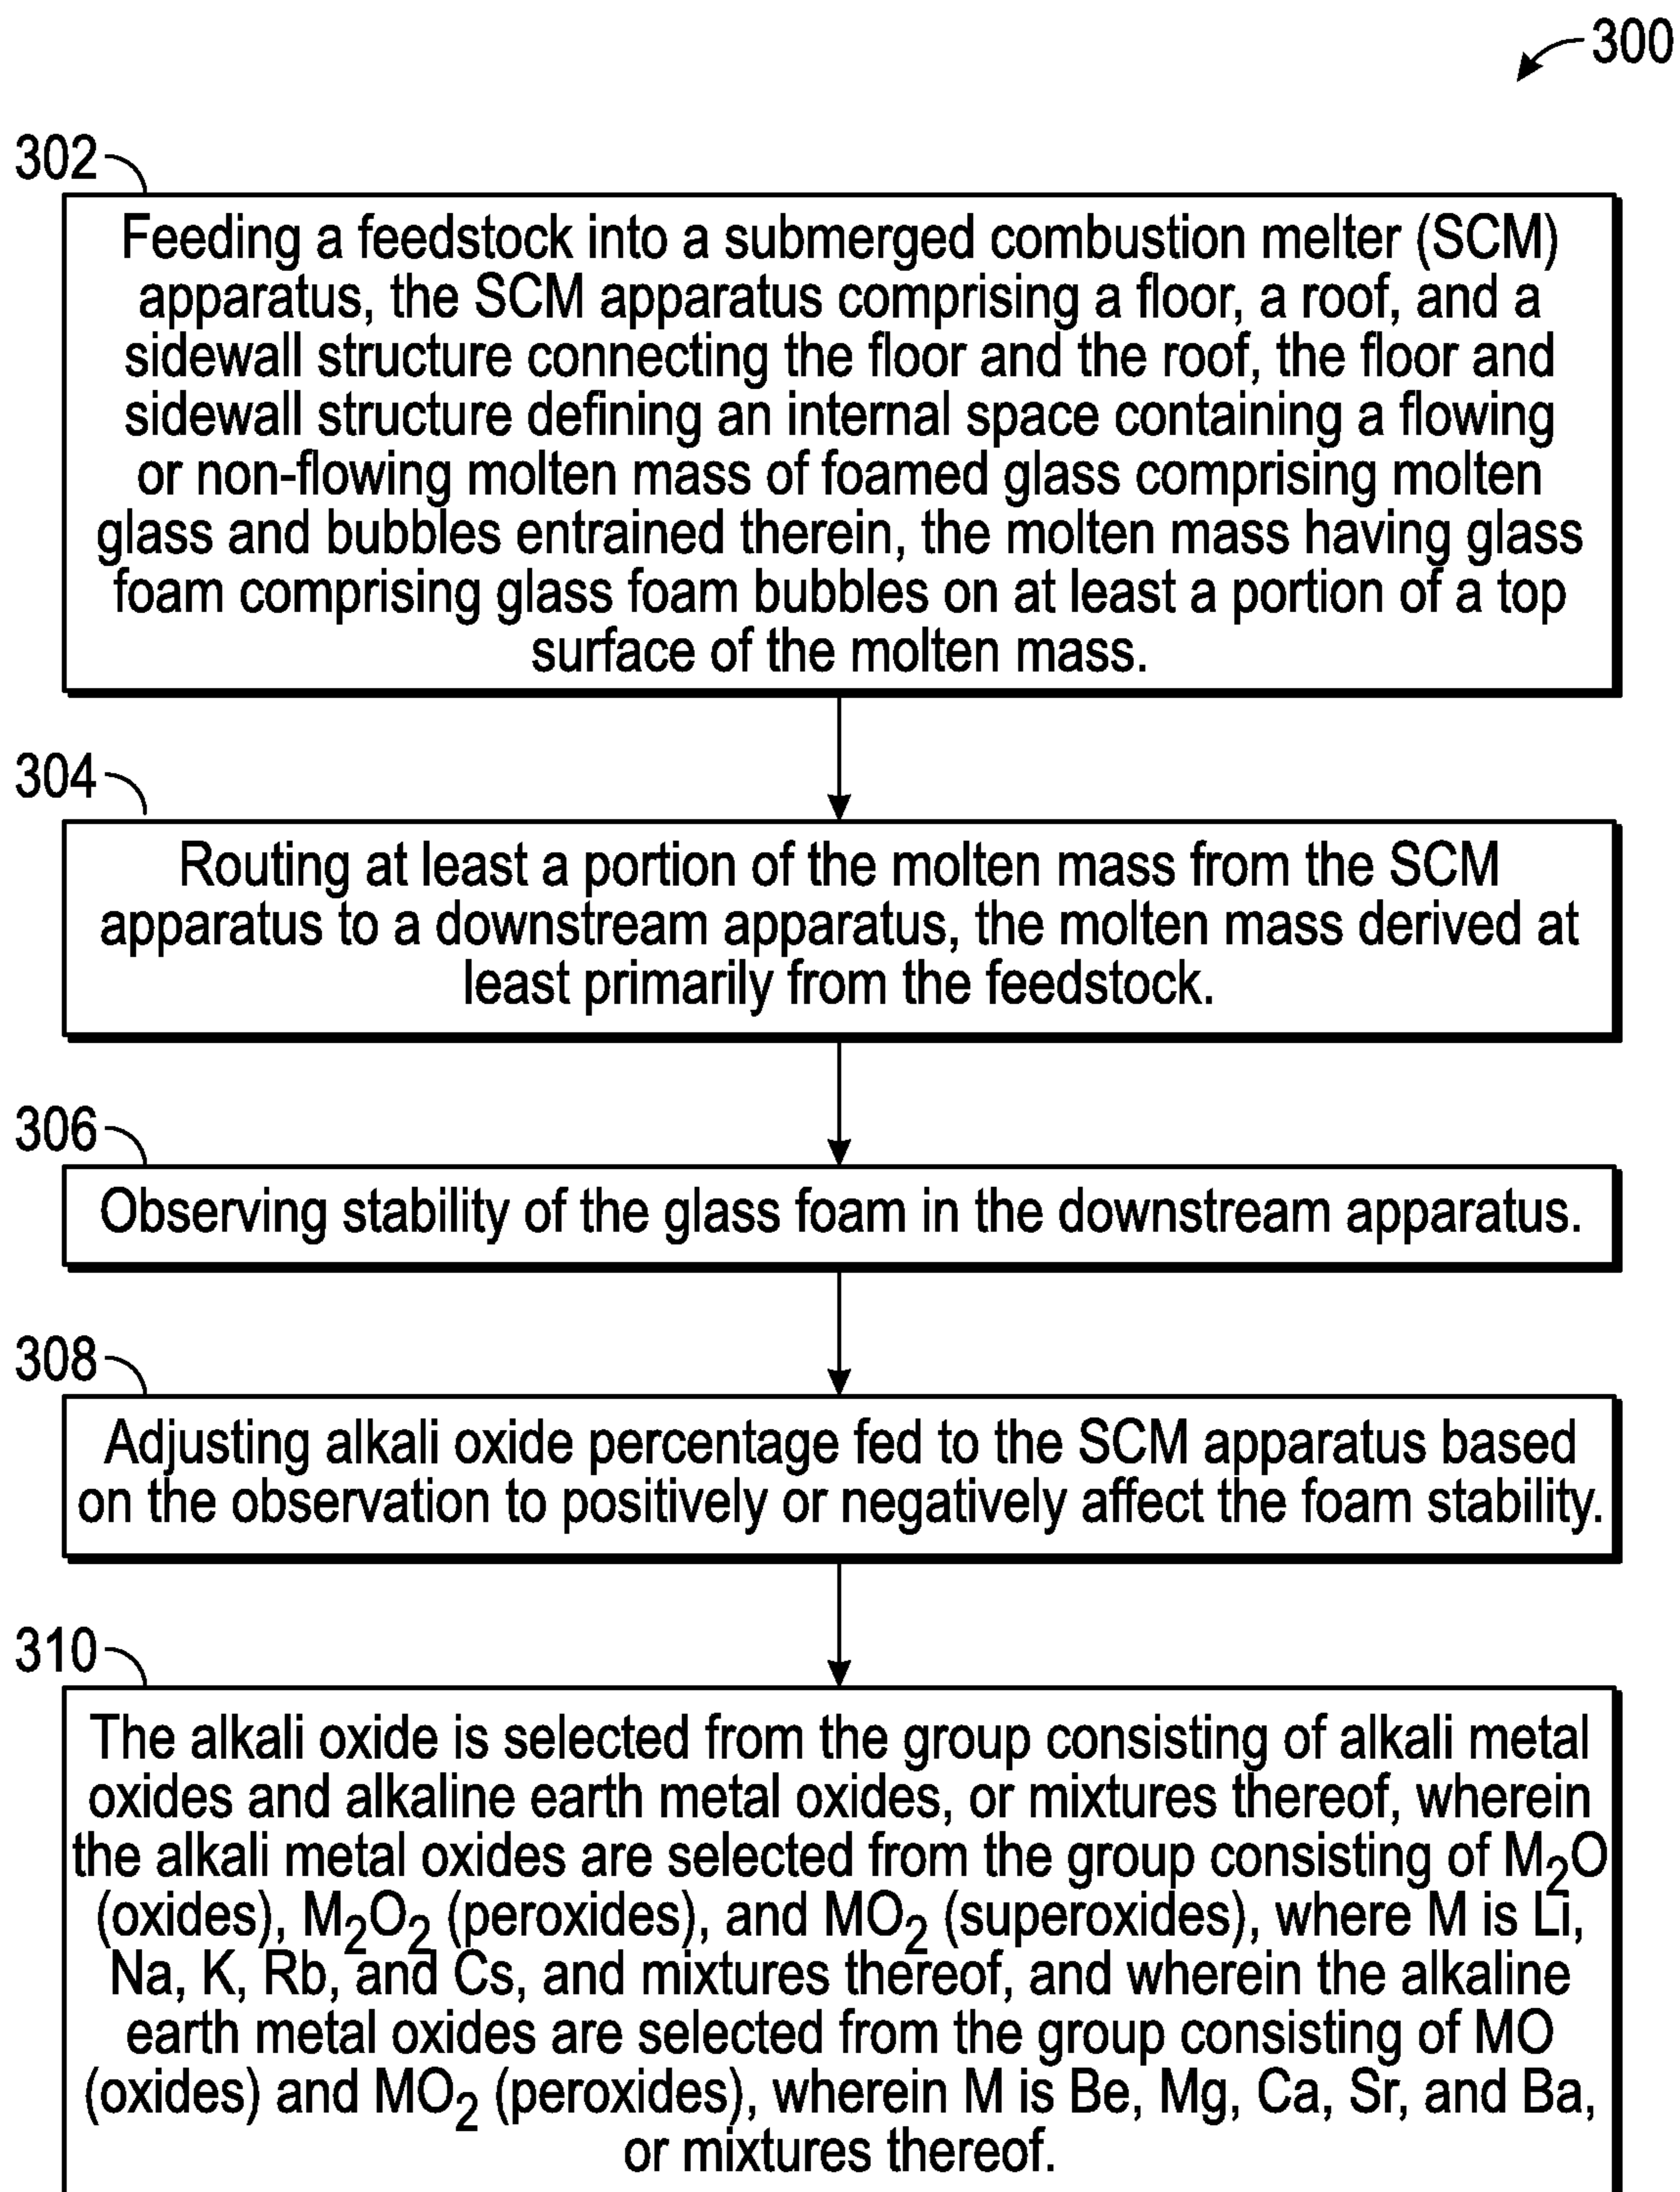 300
302
Feeding a feedstock into a submerged combustion melter (SCM)
apparatus, the SCM apparatus comprising a floor, a roof, and a
sidewall structure connecting the floor and the roof, the floor and
sidewall structure defining an internal space containing a flowing
or non-flowing molten mass of foamed glass comprising molten
glass and bubbles entrained therein, the molten mass having glass
foam comprising glass foam bubbles on at least a portion of a top
surface of the molten mass.
304
Routing at least a portion of the molten mass from the SCM
apparatus to a downstream apparatus, the molten mass derived at
least primarily from the feedstock.
306
Observing stability of the glass foam in the downstream apparatus.
308
Adjusting alkali oxide percentage fed to the SCM apparatus based
on the observation to positively or negatively affect the foam stability.
310
The alkali oxide is selected from the group consisting of alkali metal
oxides and alkaline earth metal oxides, or mixtures thereof, wherein
the alkali metal oxides are selected from the group consisting of M₂O
(oxides), M₂O₂ (peroxides), and MO₂ (superoxides), where M is Li,
Na, K, Rb, and Cs, and mixtures thereof, and wherein the alkaline
earth metal oxides are selected from the group consisting of MO
(oxides) and MO₂ (peroxides), wherein M is Be, Mg, Ca, Sr, and Ba,
or mixtures thereof.